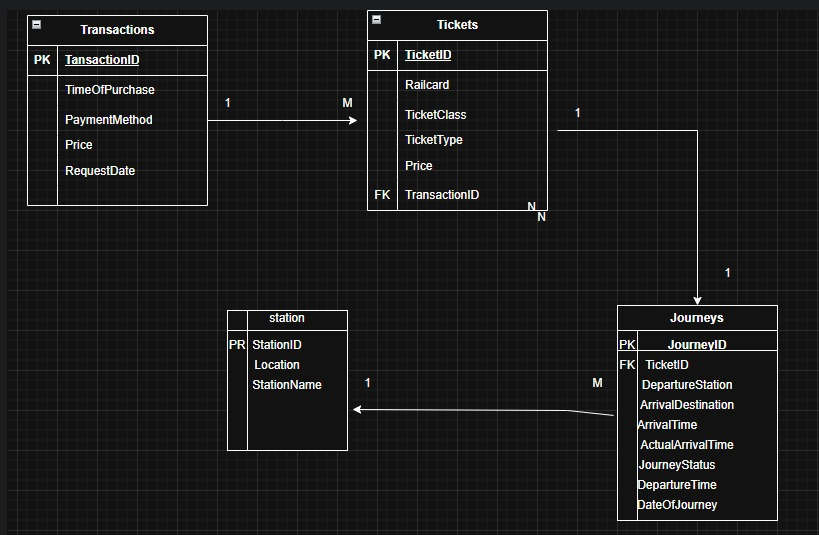 Transactions
PK TansactionID
TimeOfPurchase
PaymentMethod
Price
RequestDate
1
M
Tickets
PK TicketID
Railcard
TicketClass
TicketType
Price
FK TransactionID
N
N
1
1
station
PR StationID
Location
StationName
1
M
Journeys
PK JourneyID
FK TicketID
DepartureStation
ArrivalDestination
ArrivalTime
ActualArrivalTime
JourneyStatus
DepartureTime
DateOfJourney